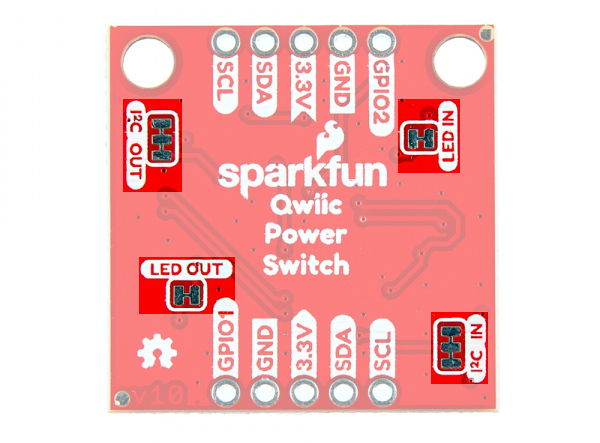 SCL
SDA
3.3V
GND
GPIO2
I²C OUT
LED IN
sparkfun
Qwiic
Power
Switch
LED OUT
GPIO1
GND
3.3V
SDA
SCL
I²C IN
v10